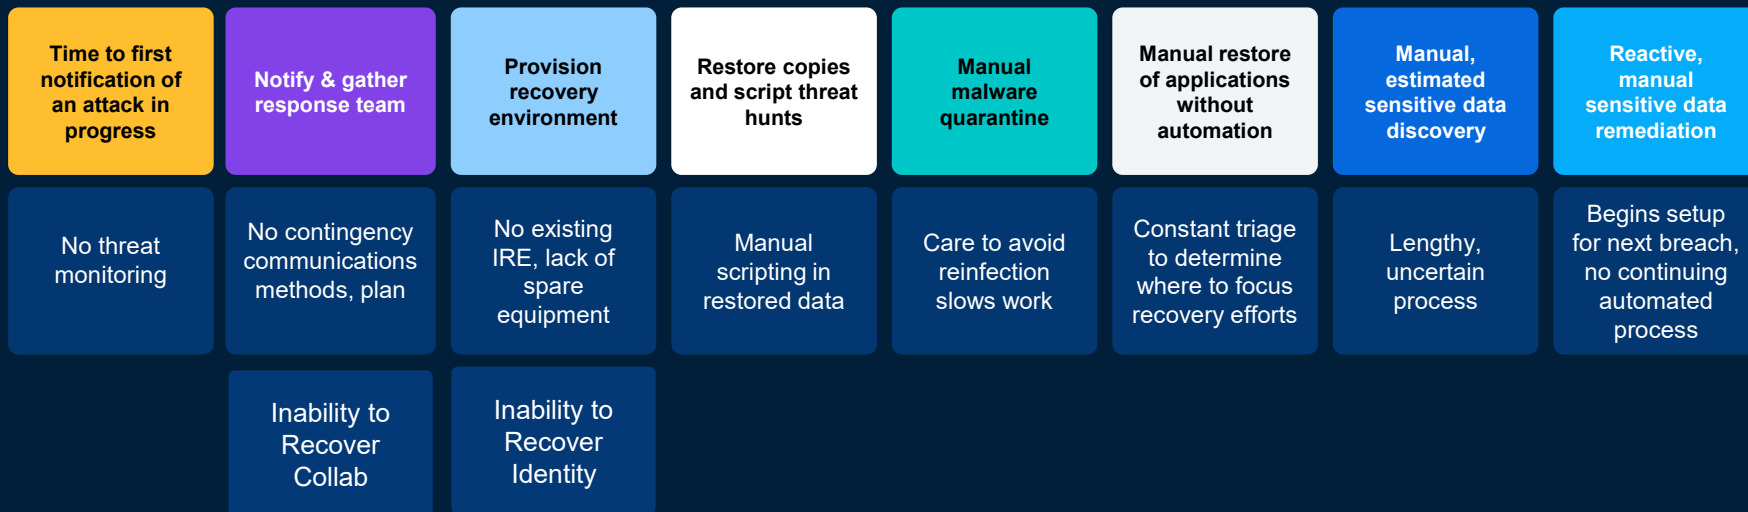 Time to first
notification of
an attack in
progress
Notify & gather
response team
Provision
recovery
environment
Restore copies
and script threat
hunts
Manual
malware
quarantine
Manual restore
of applications
without
automation
Manual,
estimated
sensitive data
discovery
Reactive,
manual
sensitive data
remediation
No threat
monitoring
No contingency
communications
methods, plan
No existing
IRE, lack of
spare
equipment
Manual
scripting in
restored data
Care to avoid
reinfection
slows work
Constant triage
to determine
where to focus
recovery efforts
Lengthy,
uncertain
process
Begins setup
for next breach,
no continuing
automated
process
Inability to
Recover
Collab
Inability to
Recover
Identity